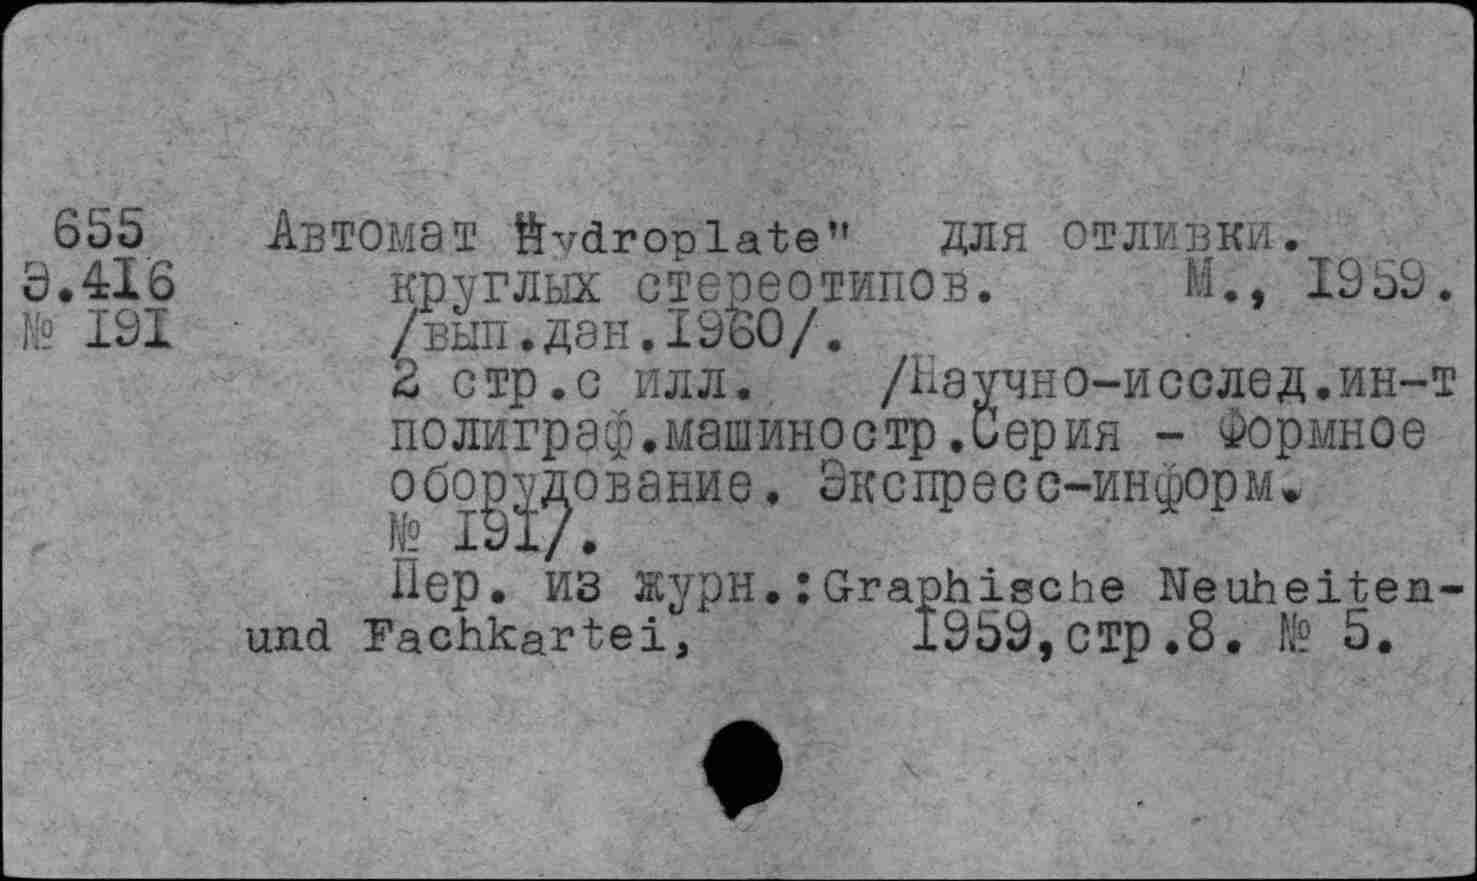 655 Автомат "Hydroplate" для отливки.
Э.416 круглых стереотипов. М., 1959.
№ 191 /вып.дан.1960/.
2 стр.с илл. /Научно-исслед.ин-т
полиграф.машиностр.Серия - Формное
оборудование. Экспресс-информ.
№ 191/.
Пер. из журн.:Graphische Neuheiten-
und Fachkartei, 1959,стр.8. № 5.